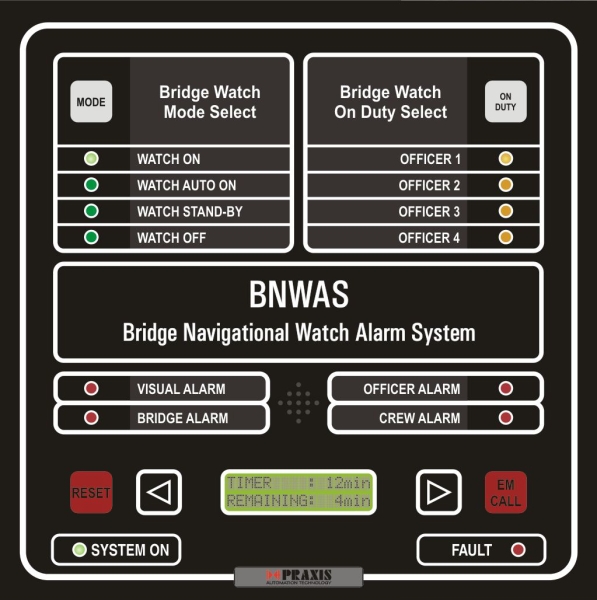 MODE
Bridge Watch
Mode Select
WATCH ON
WATCH AUTO ON
WATCH STAND-BY
WATCH OFF
Bridge Watch
On Duty Select
ON
DUTY
OFFICER 1
OFFICER 2
OFFICER 3
OFFICER 4
BNWAS
Bridge Navigational Watch Alarm System
VISUAL ALARM
BRIDGE ALARM
OFFICER ALARM
CREW ALARM
RESET
TIMER : 12min
REMAINING: 4min
EM
CALL
SYSTEM ON
FAULT
PRAXIS
AUTOMATION TECHNOLOGY